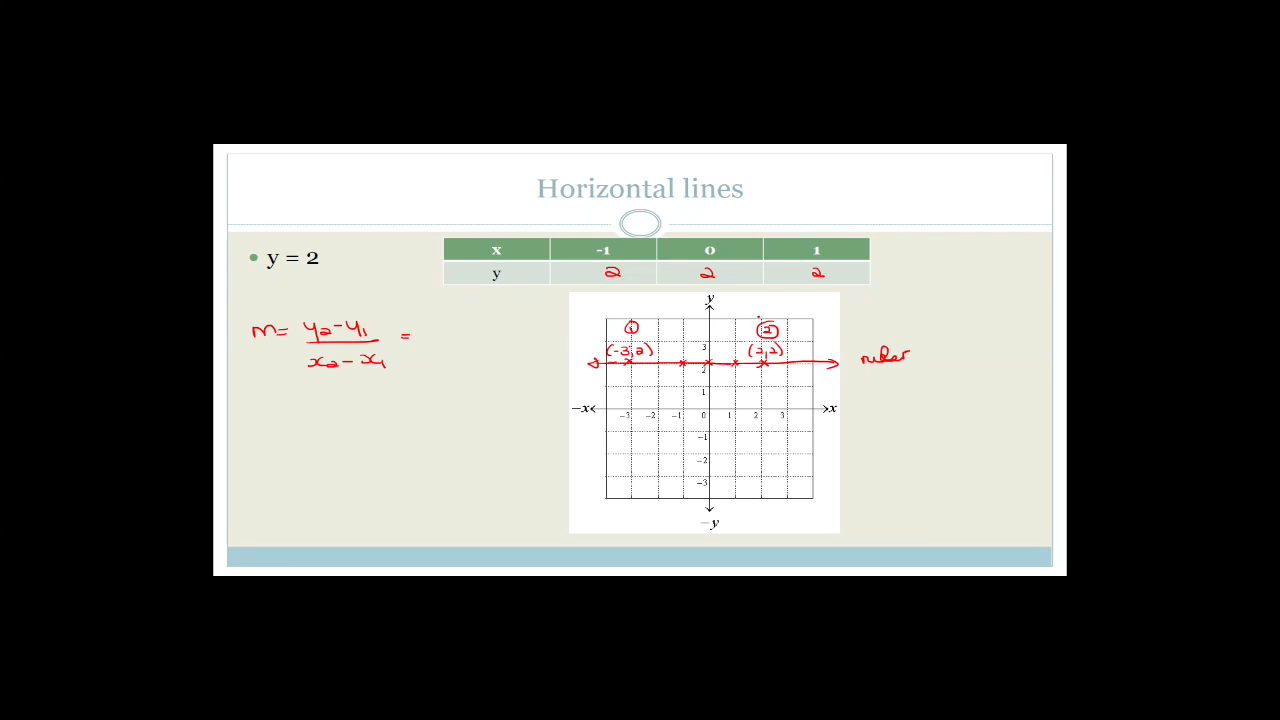 Horizontal lines
• y = 2
x -1 0 1
y 2 2 2
m = y₂-y₁ / x₂-x₁ =
y
① ②
3
(-3,2) (2,2)
ruler
2
1
-x x
-3 -2 -1 0 1 2 3
-1
-2
-3
-y